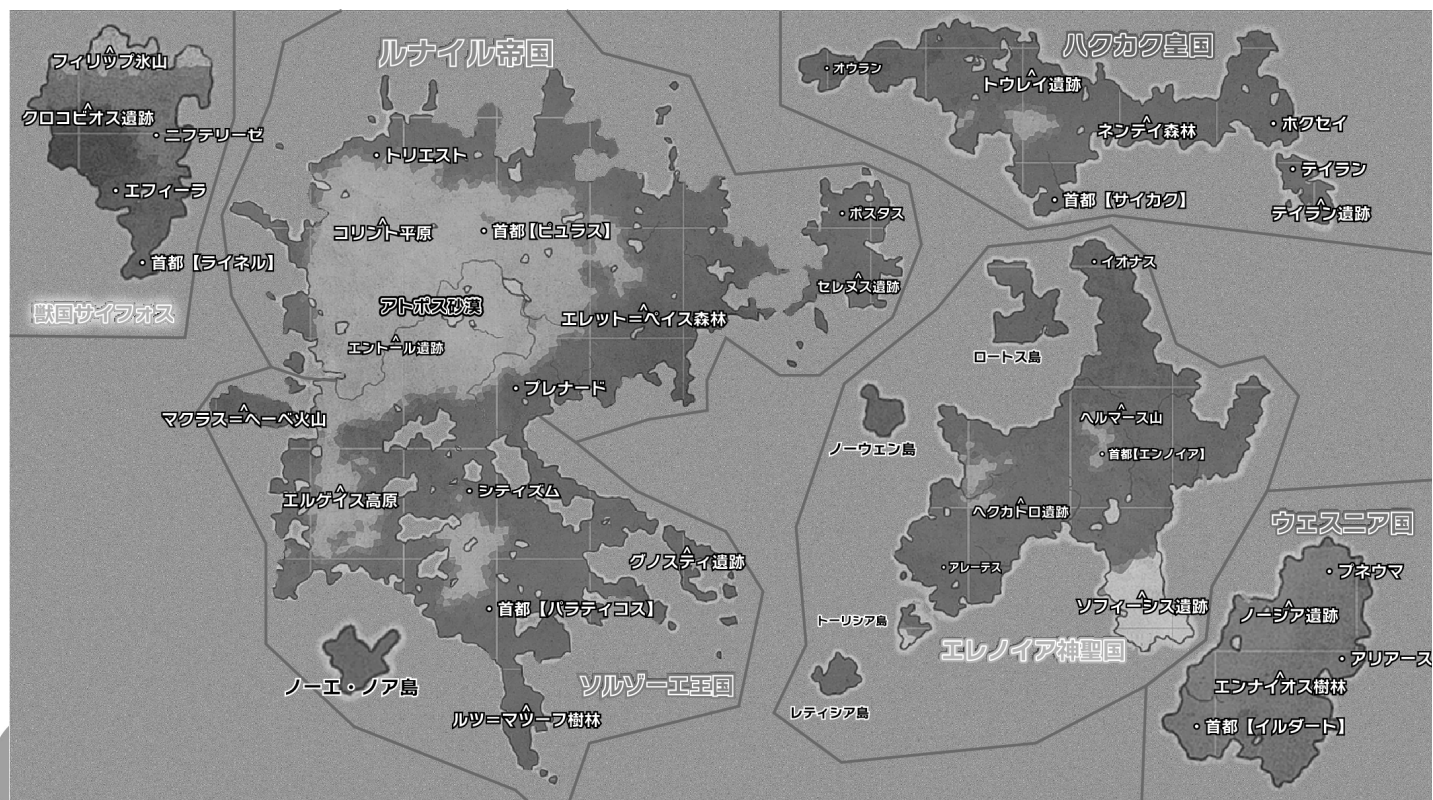 フィリップ氷山
クロコビオス遺跡
・ニフテリーゼ
・エフィーラ
・首都【ライネル】
獣国サイフォス
ルナイル帝国
・トリエスト
コリント平原
・首都【ピュラス】
アトポス砂漠
エントール遺跡
エレット＝ペイス森林
・ボスタス
セレヌス遺跡
・プレナード
マクラス＝ヘーベ火山
エルゲイス高原
・シテイズム
グノスティ遺跡
・首都【パラティコス】
ノーエ・ノア島
ソルゾーエ王国
ルツ＝マツーフ樹林
ハクカク皇国
・オウラン
トウレイ遺跡
ネンテイ森林
・ホクセイ
・テイラン
テイラン遺跡
・首都【サイカク】
・イオナス
ロートス島
ノーウェン島
ヘルマース山
・首都【エンノイア】
ヘクカトロ遺跡
・アレーテス
ソフィーシス遺跡
トーリシア島
エレノイア神聖国
レティシア島
ウェスニア国
・プネウマ
ノージア遺跡
・アリアース
エンナイオス樹林
・首都【イルダート】